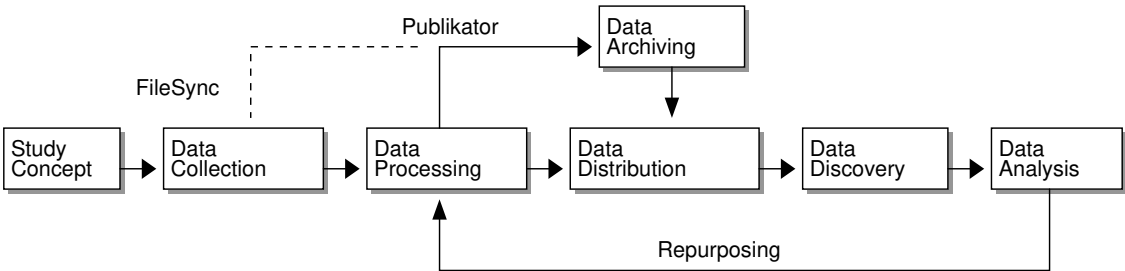 Publikator
Data
Archiving
FileSync
Study
Concept
Data
Collection
Data
Processing
Data
Distribution
Data
Discovery
Data
Analysis
Repurposing